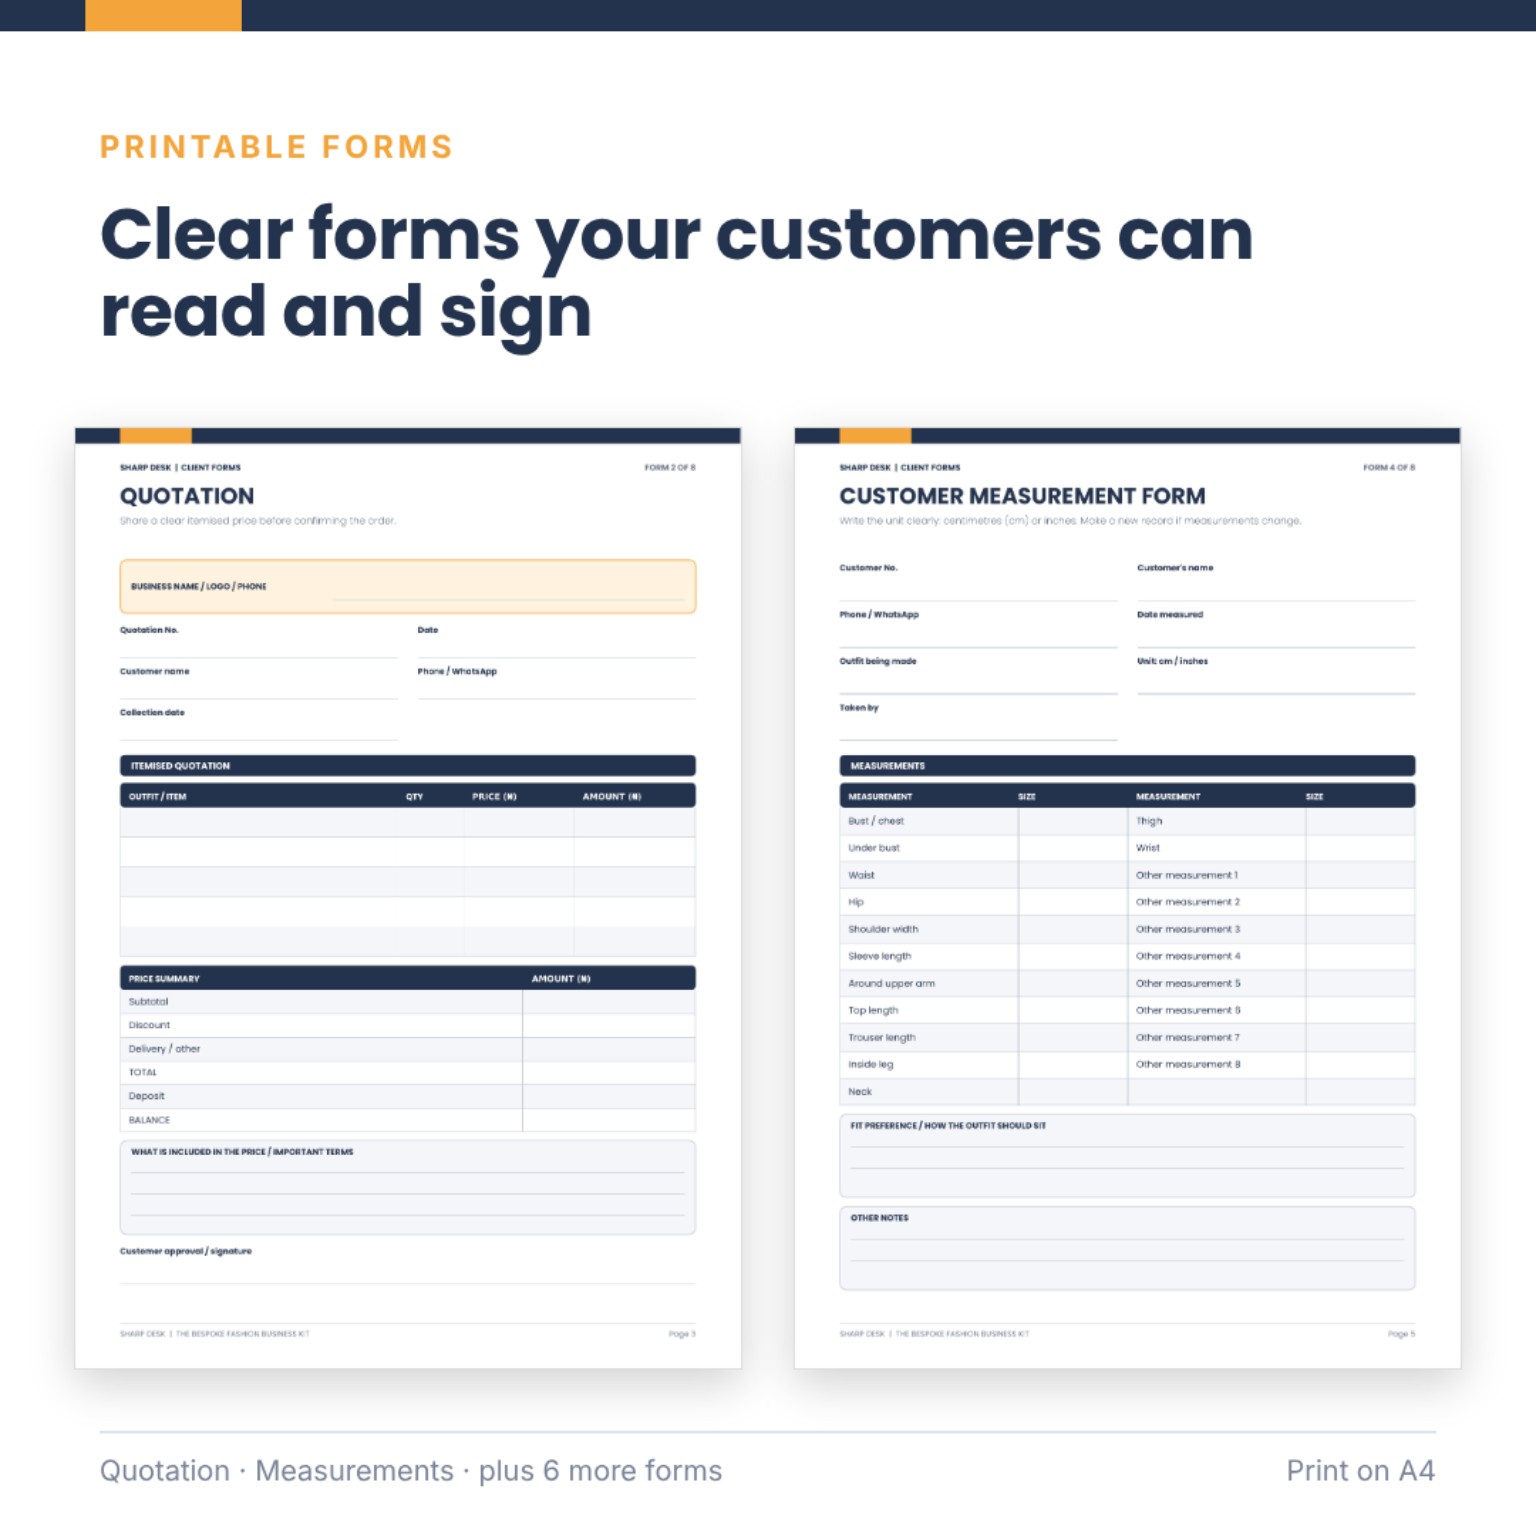 PRINTABLE FORMS
Clear forms your customers can
read and sign
SHARP DESK | CLIENT FORMS
FORM 2 OF 8
QUOTATION
Share a clear itemised price before confirming the order.
BUSINESS NAME / LOGO / PHONE
Quotation No.
Date
Customer name
Phone / WhatsApp
Collection date
ITEMISED QUOTATION
OUTFIT / ITEM QTY PRICE (₦) AMOUNT (₦)
PRICE SUMMARY AMOUNT (₦)
Subtotal
Discount
Delivery / other
TOTAL
Deposit
BALANCE
WHAT IS INCLUDED IN THE PRICE / IMPORTANT TERMS
Customer approval / signature
SHARP DESK | THE BESPOKE FASHION BUSINESS KIT
Page 3
SHARP DESK | CLIENT FORMS
FORM 4 OF 8
CUSTOMER MEASUREMENT FORM
Write the unit clearly: centimetres (cm) or inches. Make a new record if measurements change.
Customer No.
Customer's name
Phone / WhatsApp
Date measured
Outfit being made
Unit: cm / inches
Taken by
MEASUREMENTS
MEASUREMENT SIZE MEASUREMENT SIZE
Bust / chest Thigh
Under bust Wrist
Waist Other measurement 1
Hip Other measurement 2
Shoulder width Other measurement 3
Sleeve length Other measurement 4
Around upper arm Other measurement 5
Top length Other measurement 6
Trouser length Other measurement 7
Inside leg Other measurement 8
Neck
FIT PREFERENCE / HOW THE OUTFIT SHOULD SIT
OTHER NOTES
SHARP DESK | THE BESPOKE FASHION BUSINESS KIT
Page 5
Quotation · Measurements · plus 6 more forms
Print on A4